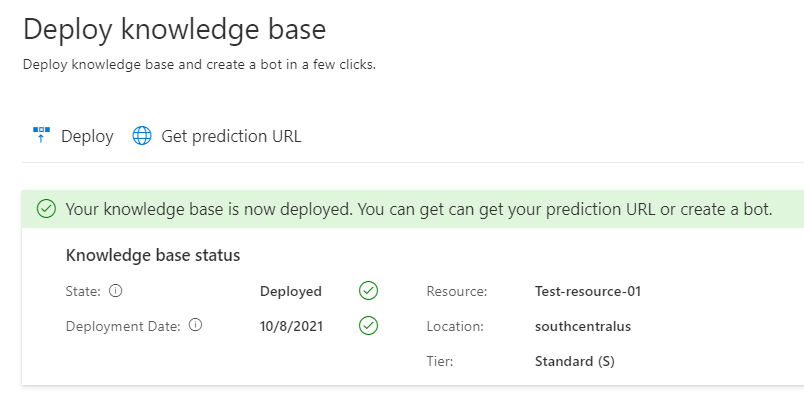 Deploy knowledge base
Deploy knowledge base and create a bot in a few clicks.
Deploy Get prediction URL
Your knowledge base is now deployed. You can get can get your prediction URL or create a bot.
Knowledge base status
State: Deployed Resource: Test-resource-01
Deployment Date: 10/8/2021 Location: southcentralus
Tier: Standard (S)